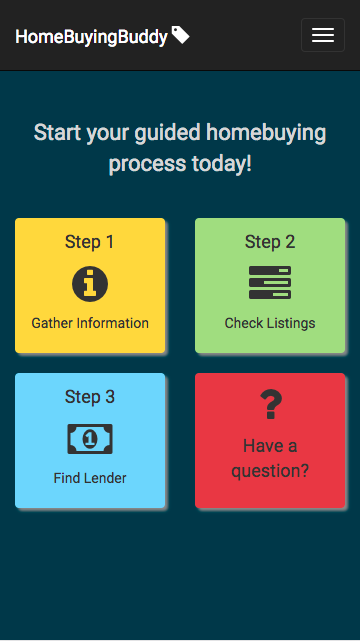 HomeBuyingBuddy
Start your guided homebuying
process today!
Step 1
Gather Information
Step 2
Check Listings
Step 3
Find Lender
Have a
question?